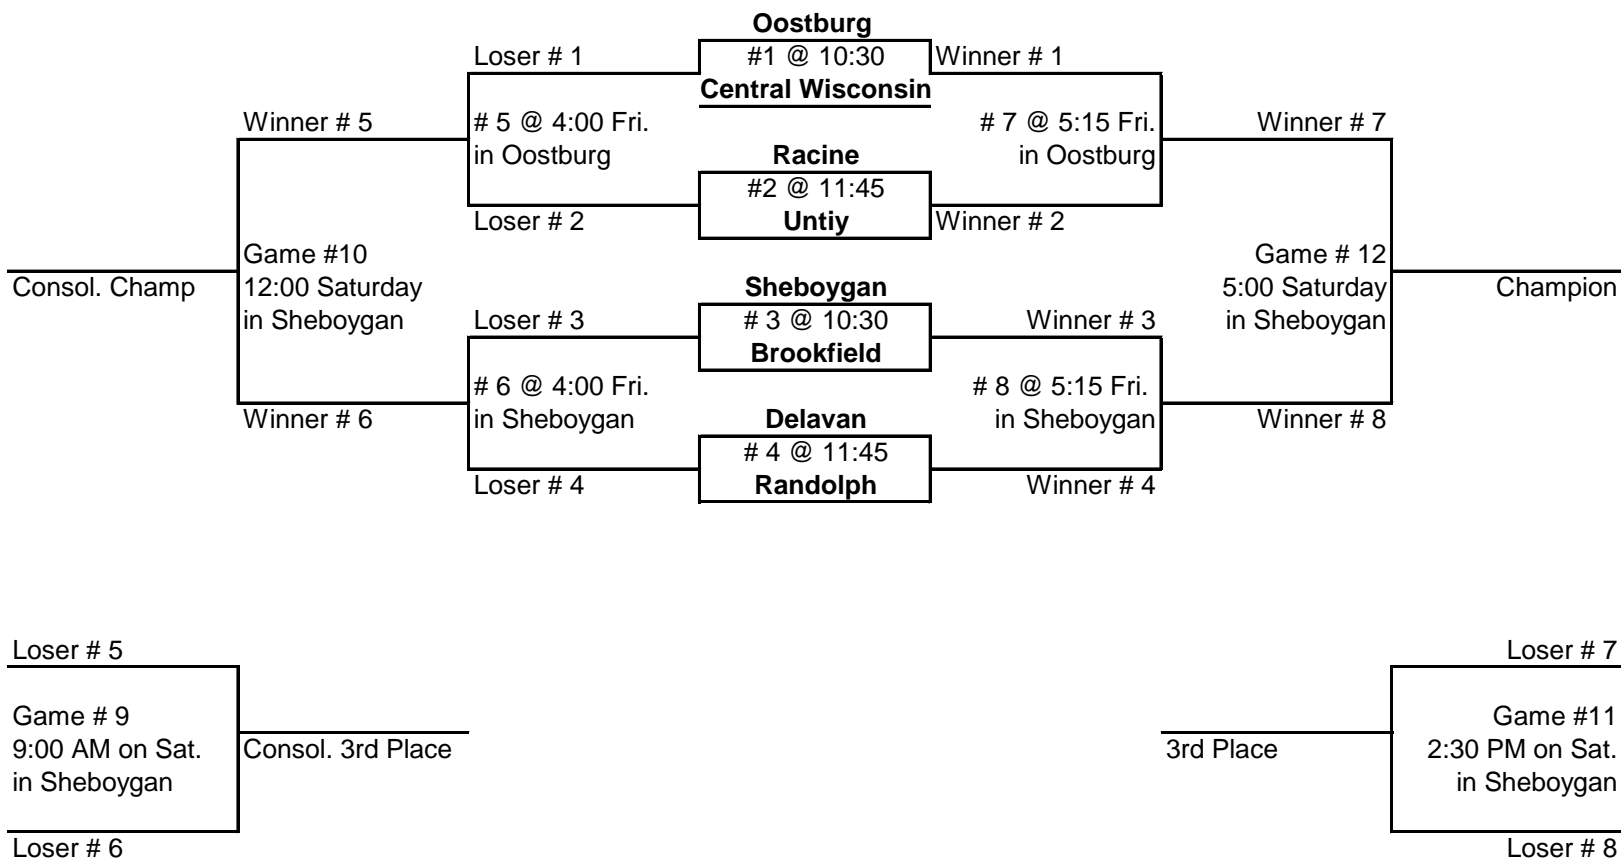 Oostburg
Loser # 1
#1 @ 10:30
Winner # 1
Central Wisconsin
Winner # 5
# 5 @ 4:00 Fri.
# 7 @ 5:15 Fri.
Winner # 7
in Oostburg
Racine
in Oostburg
#2 @ 11:45
Loser # 2
Untiy
Winner # 2
Game #10
Game # 12
Consol. Champ
12:00 Saturday
Sheboygan
5:00 Saturday
Champion
in Sheboygan
Loser # 3
# 3 @ 10:30
Winner # 3
in Sheboygan
Brookfield
# 6 @ 4:00 Fri.
# 8 @ 5:15 Fri.
Winner # 6
in Sheboygan
Delavan
in Sheboygan
Winner # 8
# 4 @ 11:45
Loser # 4
Randolph
Winner # 4
Loser # 5
Loser # 7
Game # 9
Game #11
9:00 AM on Sat.
Consol. 3rd Place
3rd Place
2:30 PM on Sat.
in Sheboygan
in Sheboygan
Loser # 6
Loser # 8